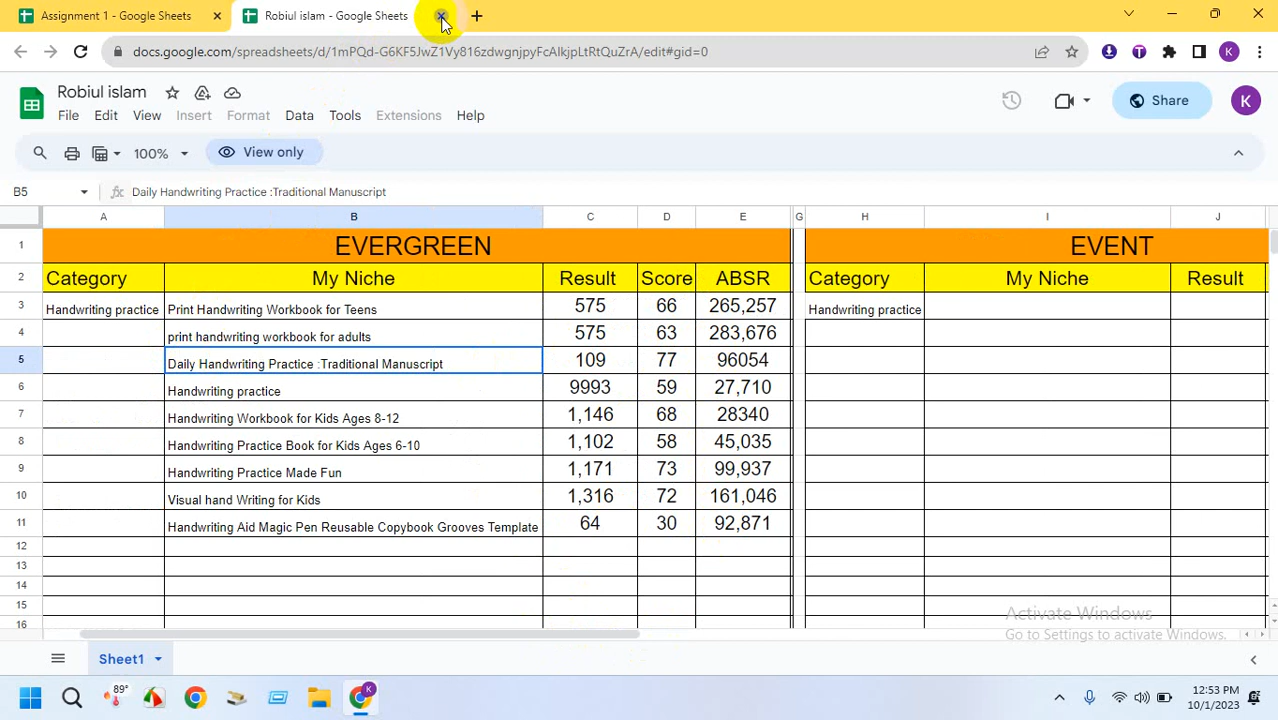 Assignment 1 - Google Sheets
Robiul islam - Google Sheets
docs.google.com/spreadsheets/d/1mPQd-G6KF5JwZ1Vy816zdwgnjpyFcAIkjpLtRtQuZrA/edit#gid=0
T
K
Robiul islam
File Edit View Insert Format Data Tools Extensions Help
Share
K
100%
View only
B5
fx
Daily Handwriting Practice :Traditional Manuscript
A B C D E G H I J
1 EVERGREEN EVENT
2 Category My Niche Result Score ABSR Category My Niche Result
3 Handwriting practice Print Handwriting Workbook for Teens 575 66 265,257 Handwriting practice
4 print handwriting workbook for adults 575 63 283,676
5 Daily Handwriting Practice :Traditional Manuscript 109 77 96054
6 Handwriting practice 9993 59 27,710
7 Handwriting Workbook for Kids Ages 8-12 1,146 68 28340
8 Handwriting Practice Book for Kids Ages 6-10 1,102 58 45,035
9 Handwriting Practice Made Fun 1,171 73 99,937
10 Visual hand Writing for Kids 1,316 72 161,046
11 Handwriting Aid Magic Pen Reusable Copybook Grooves Template 64 30 92,871
12
13
14
15
16
Activate Windows
Go to Settings to activate Windows.
Sheet1
89°
K
12:53 PM
10/1/2023